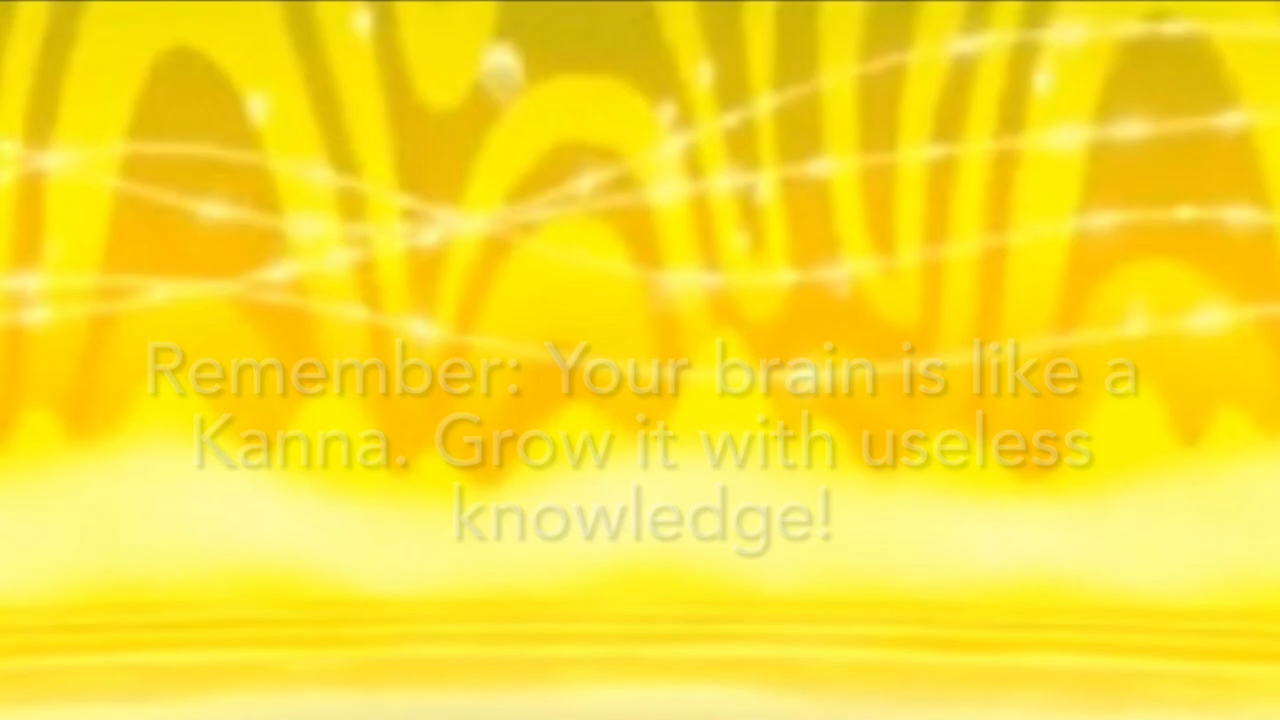 Remember: Your brain is like a
Kanna. Grow it with useless
knowledge!